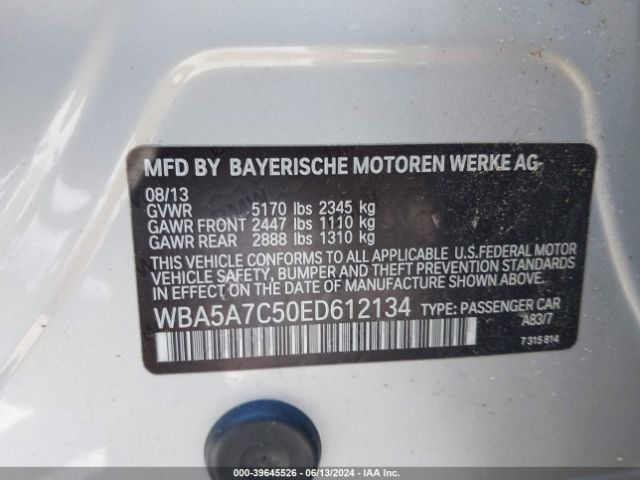 MFD BY BAYERISCHE MOTOREN WERKE AG
08/13
GVWR 5170 lbs 2345 kg
GAWR FRONT 2447 lbs 1110 kg
GAWR REAR 2888 lbs 1310 kg
THIS VEHICLE CONFORMS TO ALL APPLICABLE U.S.FEDERAL MOTOR
VEHICLE SAFETY, BUMPER AND THEFT PREVENTION STANDARDS
IN EFFECT ON THE DATE OF MANUFACTURE SHOWN ABOVE.
WBA5A7C50ED612134 TYPE: PASSENGER CAR
A83/7
7315814
000-39645526 - 06/13/2024 - IAA Inc.